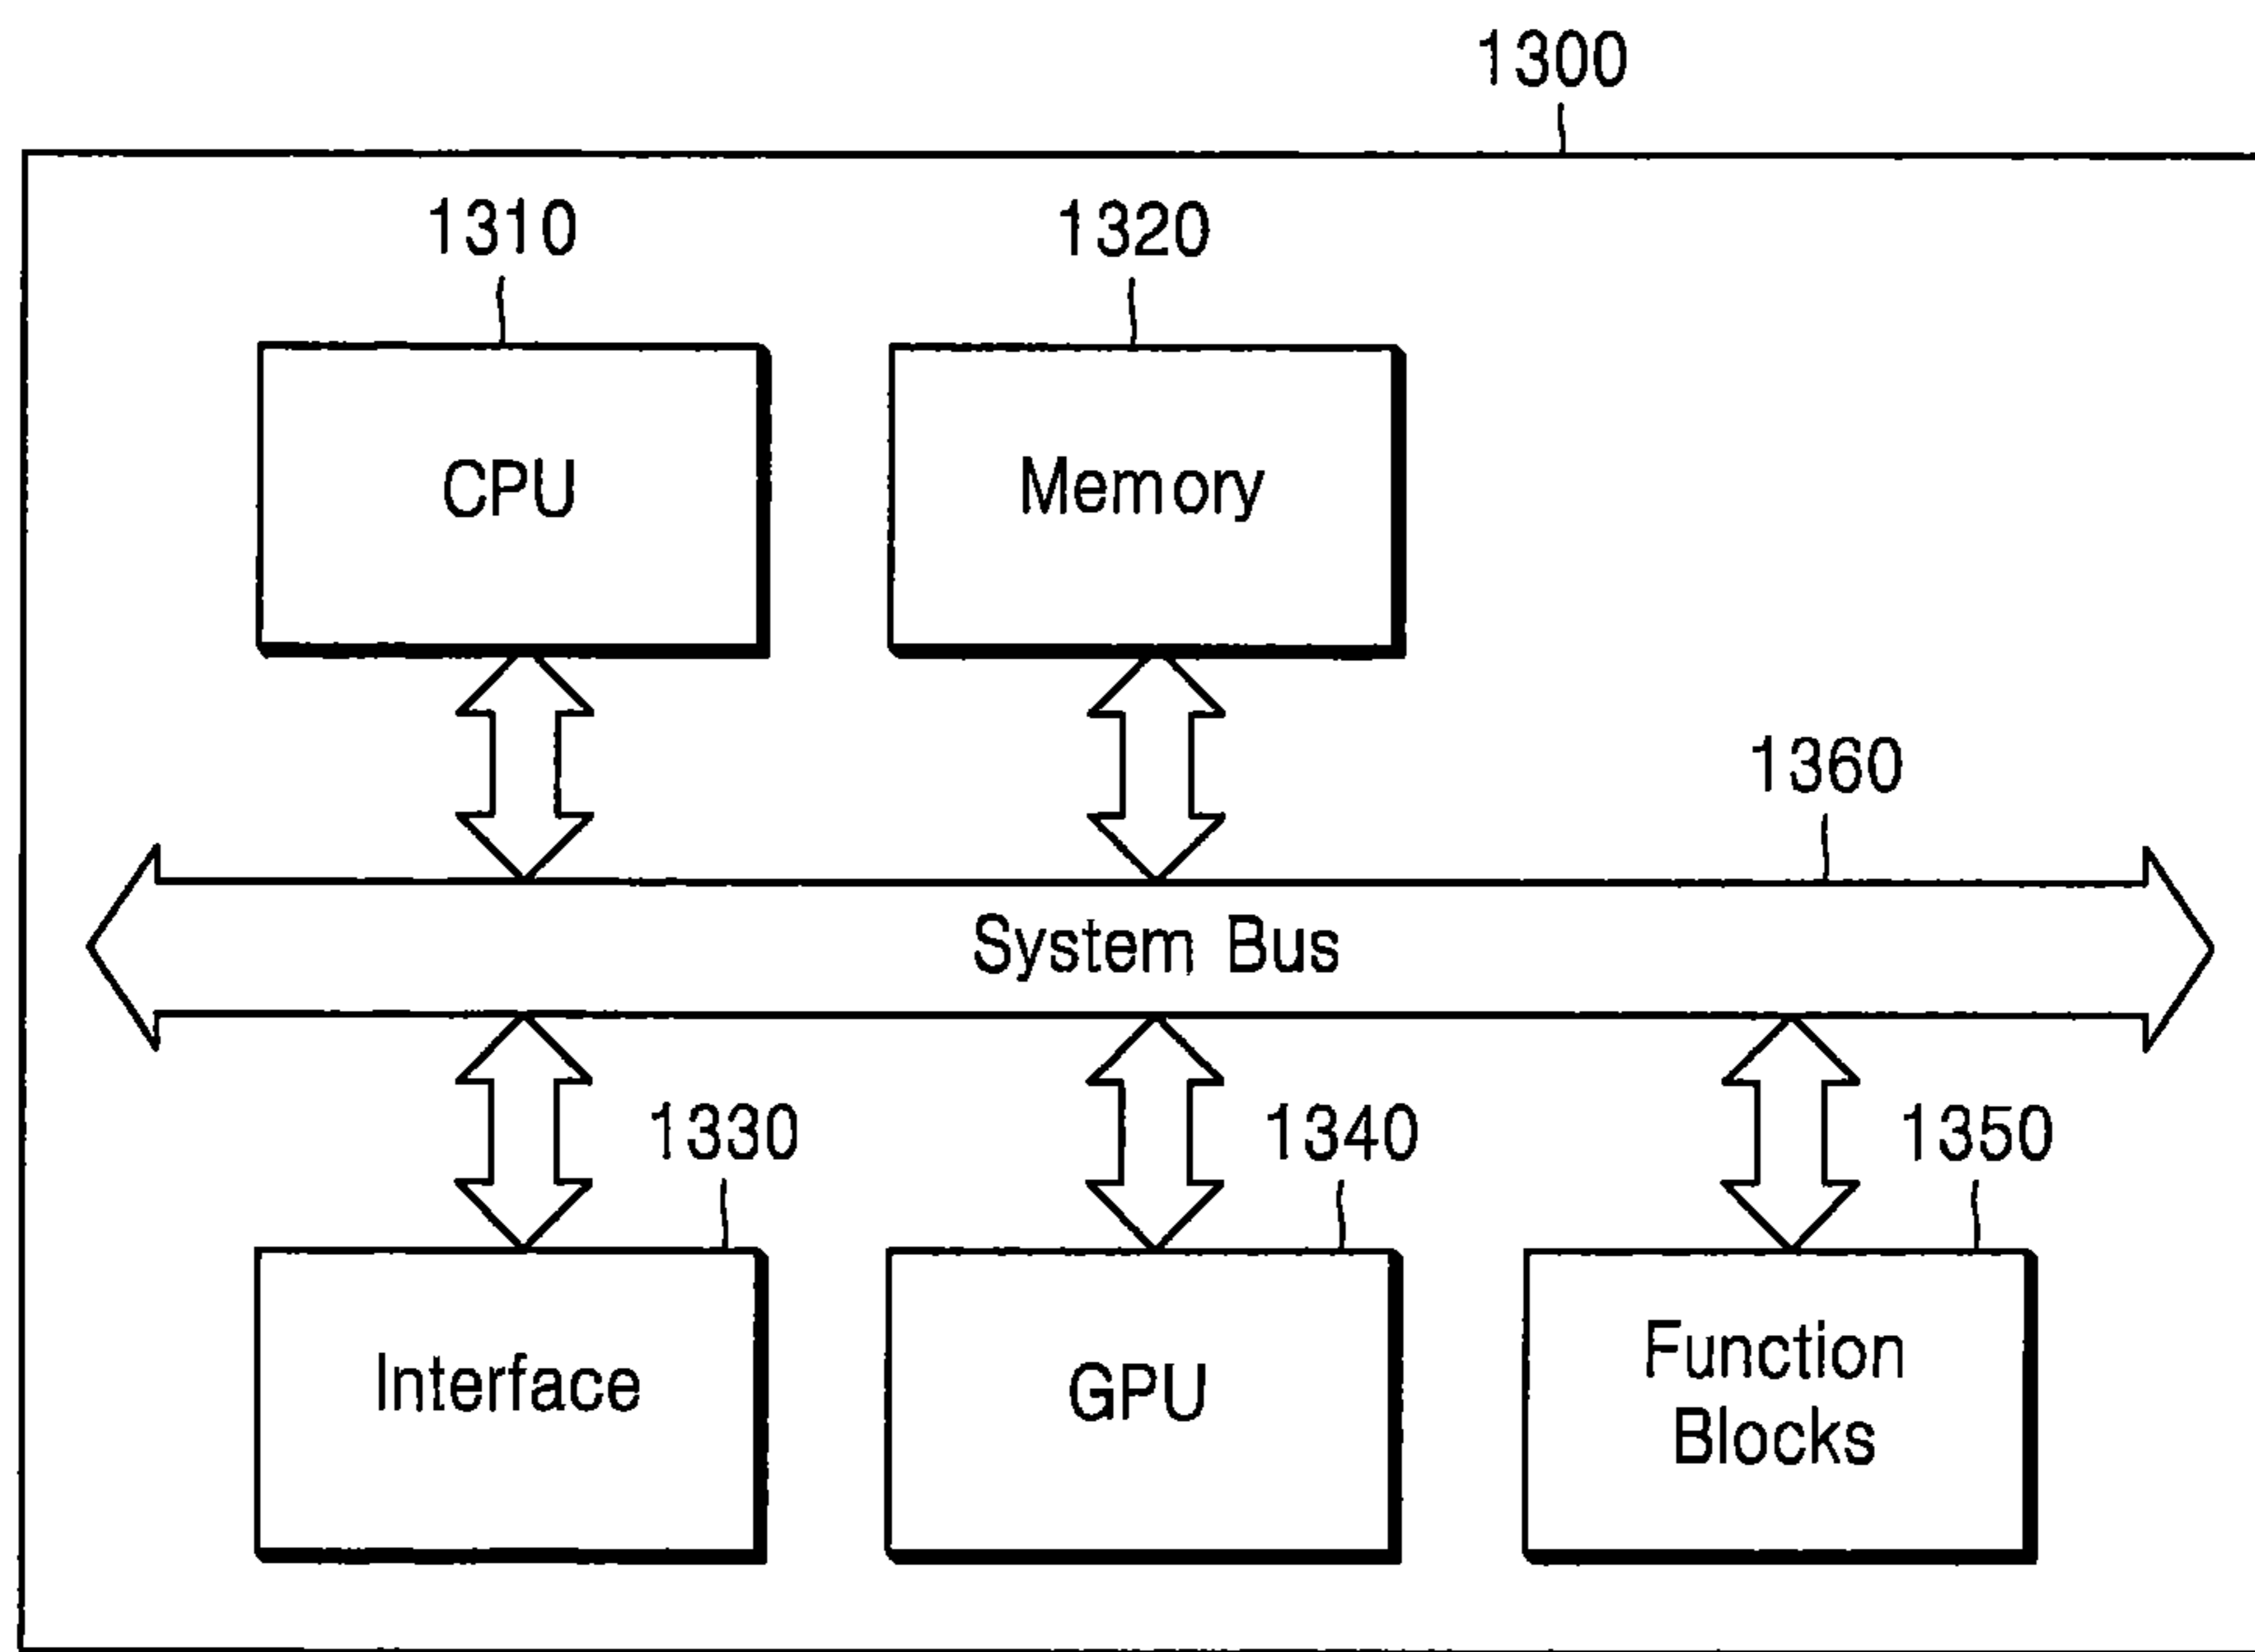 1300
1310
1320
CPU
Memory
1360
System Bus
1330
1340
1350
Interface
GPU
Function
Blocks